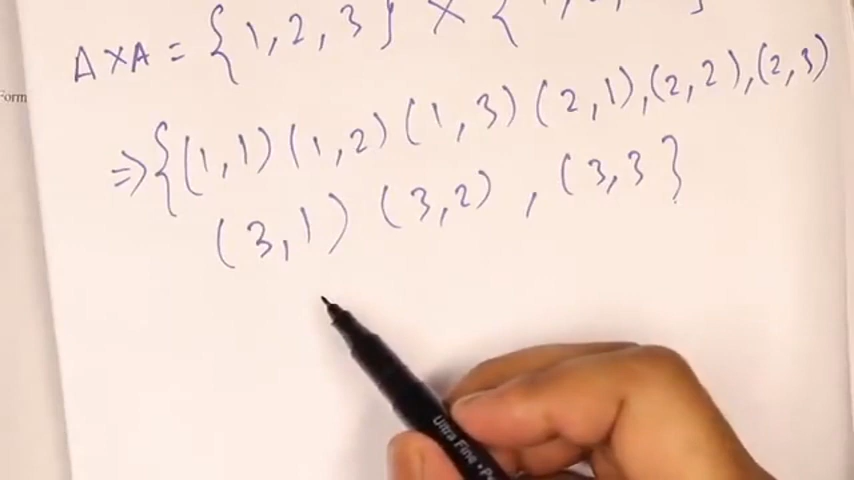 A×A = {1,2,3} × {1,
⇒{(1,1)(1,2)(1,3)(2,1),(2,2),(2,3)
(3,1)(3,2),(3,3}
Form
Ultra Fine